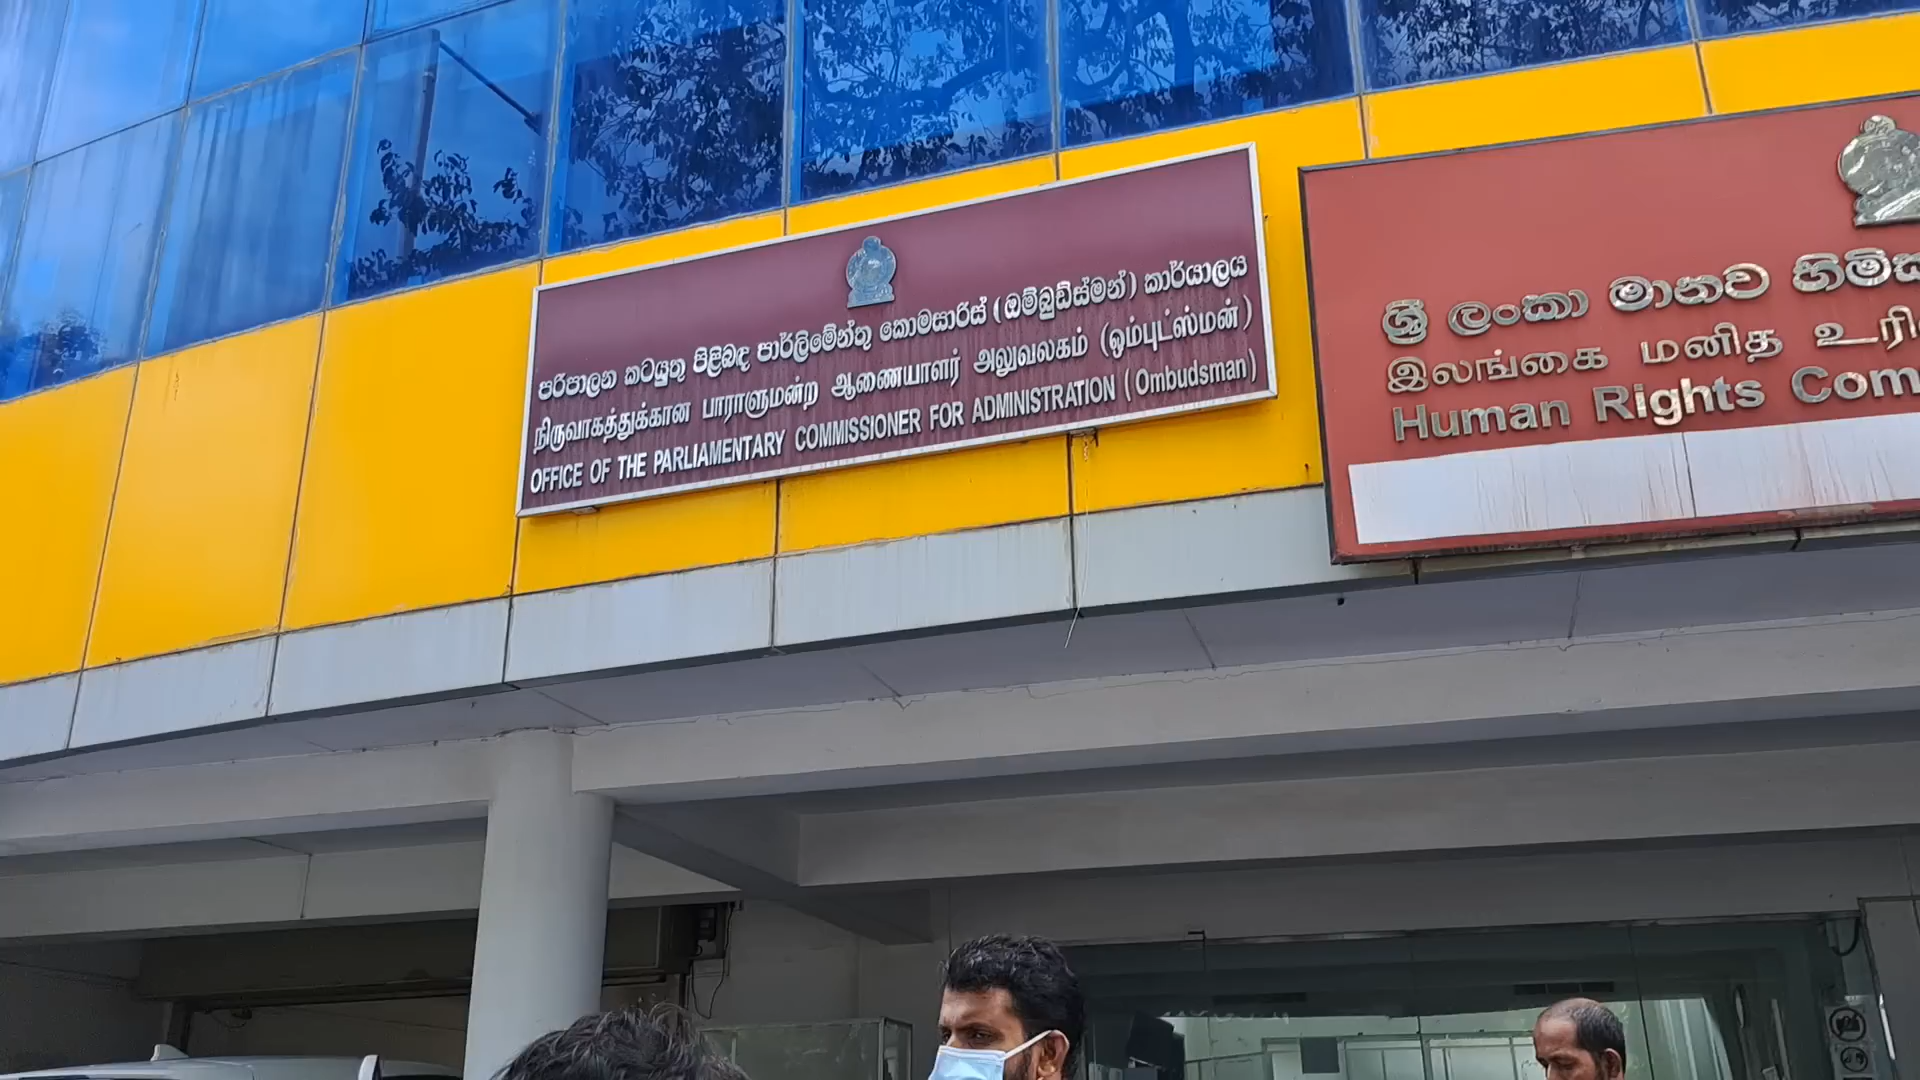 පරිපාලන කටයුතු පිළිබඳ පාර්ලිමේන්තු කොමසාරිස් (ඔම්බුඩ්ස්මන්) කාර්යාලය
நிருவாகத்துக்கான பாராளுமன்ற ஆணையாளர் அலுவலகம் (ஒம்புட்ஸ்மன்)
OFFICE OF THE PARLIAMENTARY COMMISSIONER FOR ADMINISTRATION (Ombudsman)
ශ්‍රී ලංකා මානව
இலங்கை மனித
Human Rights